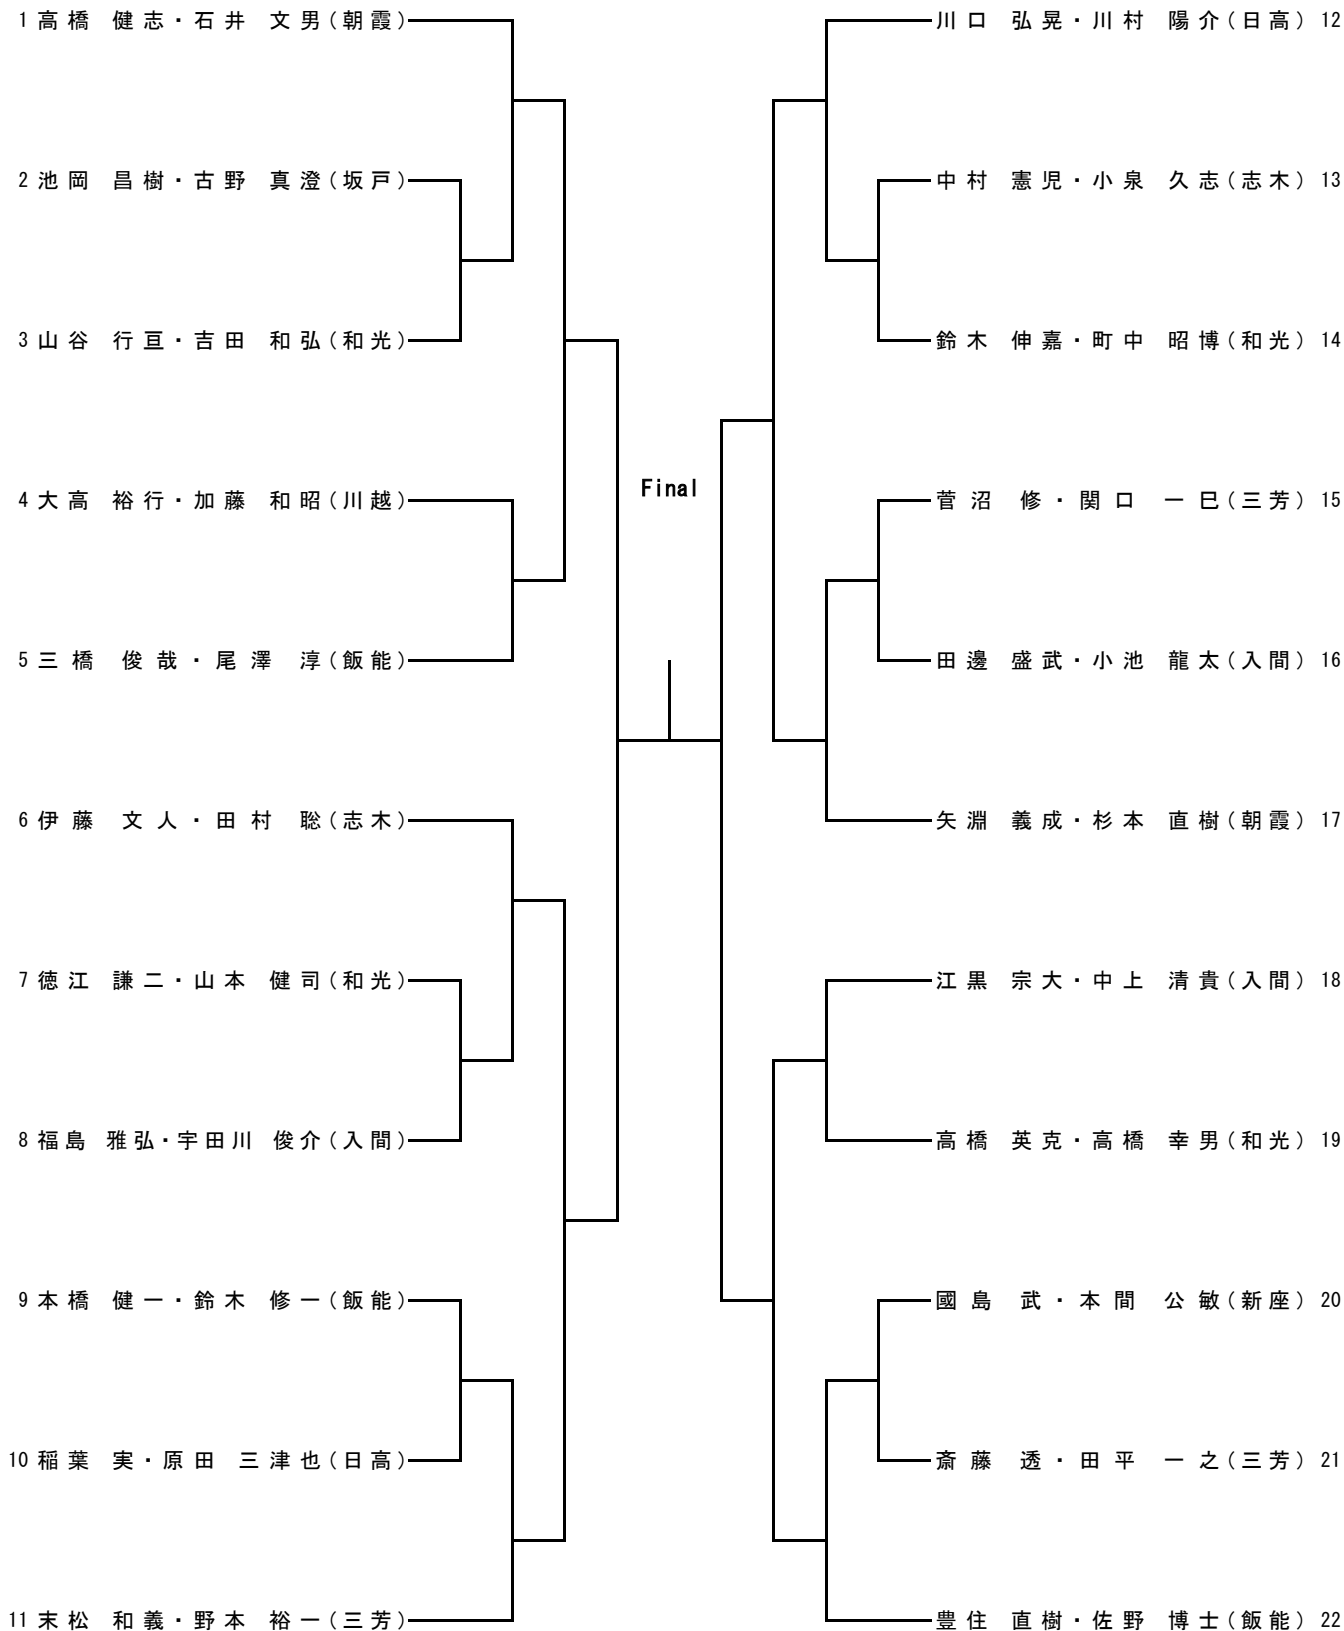 1 高橋 健志・石井 文男(朝霞)
2 池岡 昌樹・古野 真澄(坂戸)
3 山谷 行亘・吉田 和弘(和光)
4 大高 裕行・加藤 和昭(川越)
5 三橋 俊哉・尾澤 淳(飯能)
6 伊藤 文人・田村 聡(志木)
7 徳江 謙二・山本 健司(和光)
8 福島 雅弘・宇田川 俊介(入間)
9 本橋 健一・鈴木 修一(飯能)
10 稲葉 実・原田 三津也(日高)
11 末松 和義・野本 裕一(三芳)
Final
川口 弘晃・川村 陽介(日高) 12
中村 憲児・小泉 久志(志木) 13
鈴木 伸嘉・町中 昭博(和光) 14
菅沼 修・関口 一巳(三芳) 15
田邊 盛武・小池 龍太(入間) 16
矢淵 義成・杉本 直樹(朝霞) 17
江黒 宗大・中上 清貴(入間) 18
高橋 英克・高橋 幸男(和光) 19
國島 武・本間 公敏(新座) 20
斎藤 透・田平 一之(三芳) 21
豊住 直樹・佐野 博士(飯能) 22